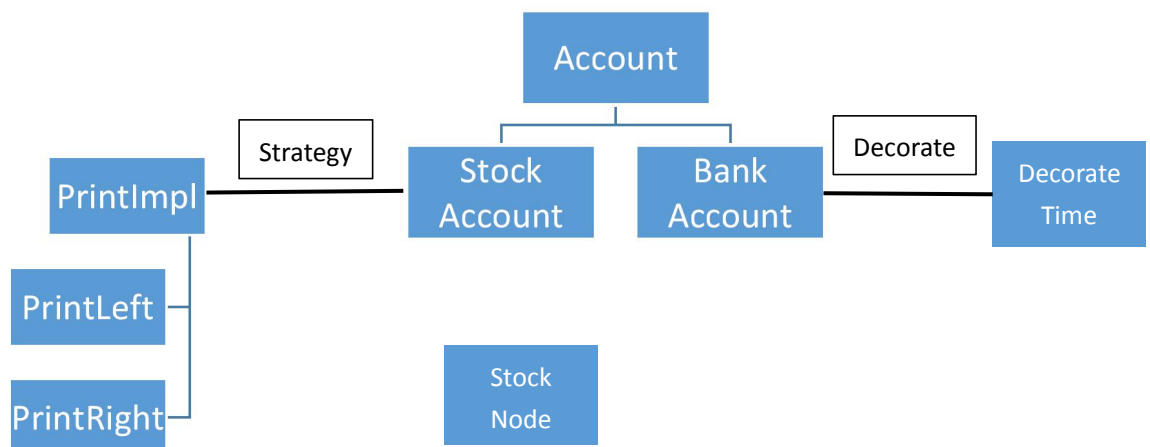 Account
Strategy
Decorate
PrintImpl
Stock
Account
Bank
Account
Decorate
Time
PrintLeft
PrintRight
Stock
Node